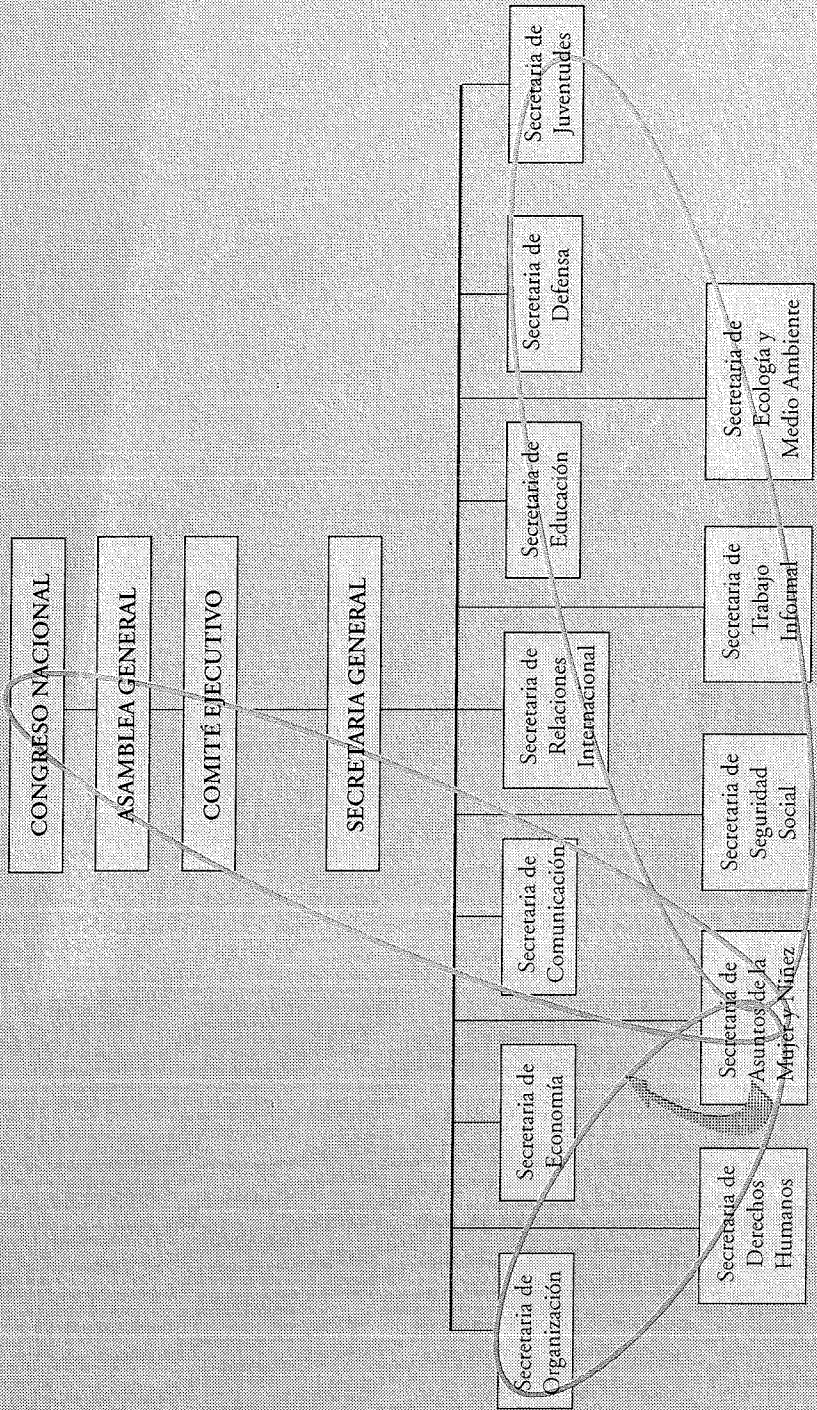 CONGRESO NACIONAL
ASAMBLEA GENERAL
COMITÉ EJECUTIVO
SECRETARIA GENERAL
Secretaria de
Organización
Secretaria de
Economía
Secretaria de
Comunicación
Secretaria de
Relaciones
Internacional
Secretaria de
Educación
Secretaria de
Defensa
Secretaria de
Juventudes
Secretaria de
Derechos
Humanos
Secretaria de
Asuntos de la
Mujer y Niñez
Secretaria de
Seguridad
Social
Secretaria de
Trabajo
Informal
Secretaria de
Ecología y
Medio Ambiente